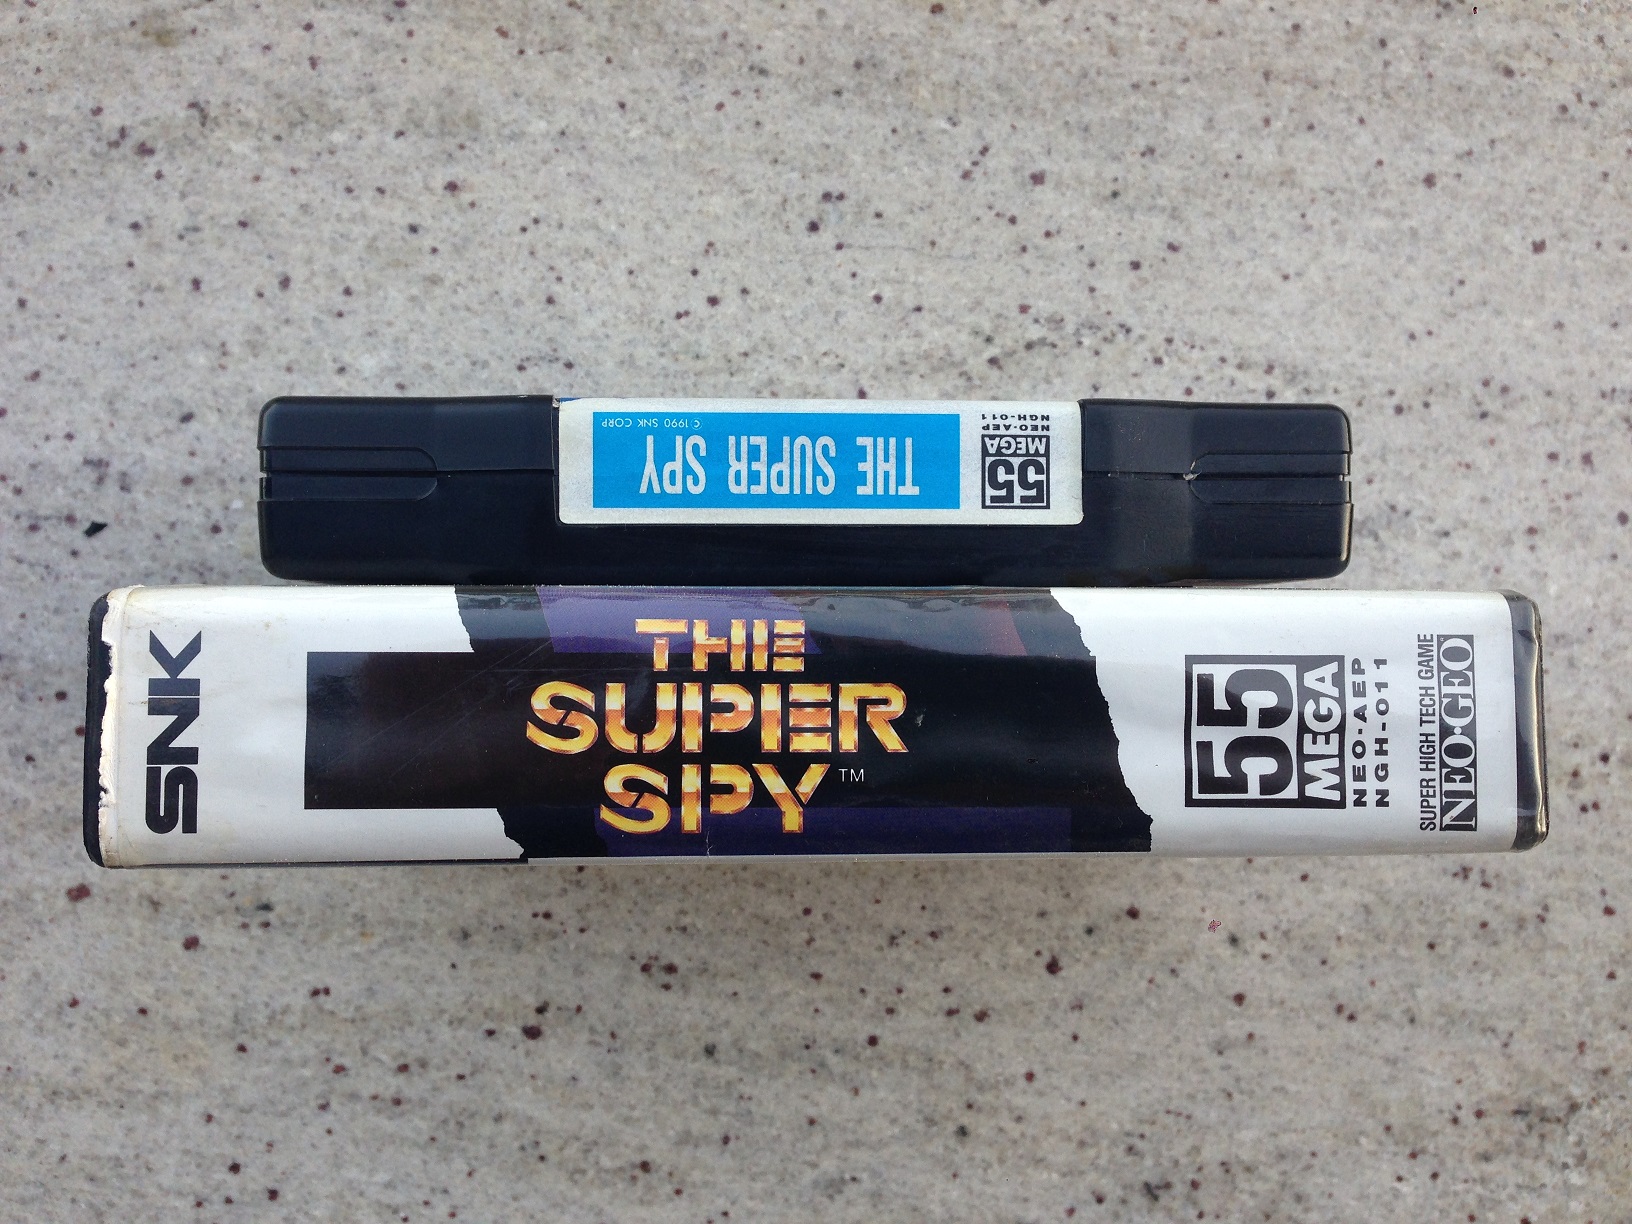 THE SUPER SPY
© 1990 SNK CORP
55
MEGA
NEO-AEP
NGH-011
SNK
THE
SUPER
SPY™
55
MEGA
NEO-AEP
NGH-011
SUPER HIGH TECH GAME
NEO·GEO